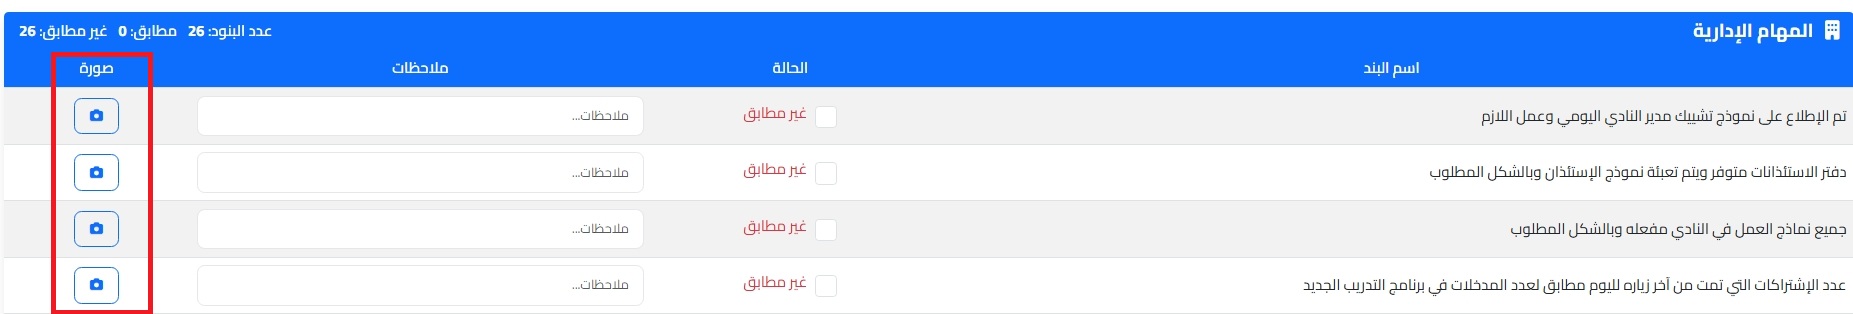 المهام الإدارية
عدد البنود: 26 مطابق: 0 غير مطابق: 26
اسم البند الحالة ملاحظات صورة
تم الإطلاع على نموذج تشييك مدير النادي اليومي وعمل اللازم غير مطابق ملاحظات...
دفتر الاستئذانات متوفر ويتم تعبئة نموذج الإستئذان وبالشكل المطلوب غير مطابق ملاحظات...
جميع نماذج العمل في النادي مفعله وبالشكل المطلوب غير مطابق ملاحظات...
عدد الإشتراكات التي تمت من آخر زياره لليوم مطابق لعدد المدخلات في برنامج التدريب الجديد غير مطابق ملاحظات...